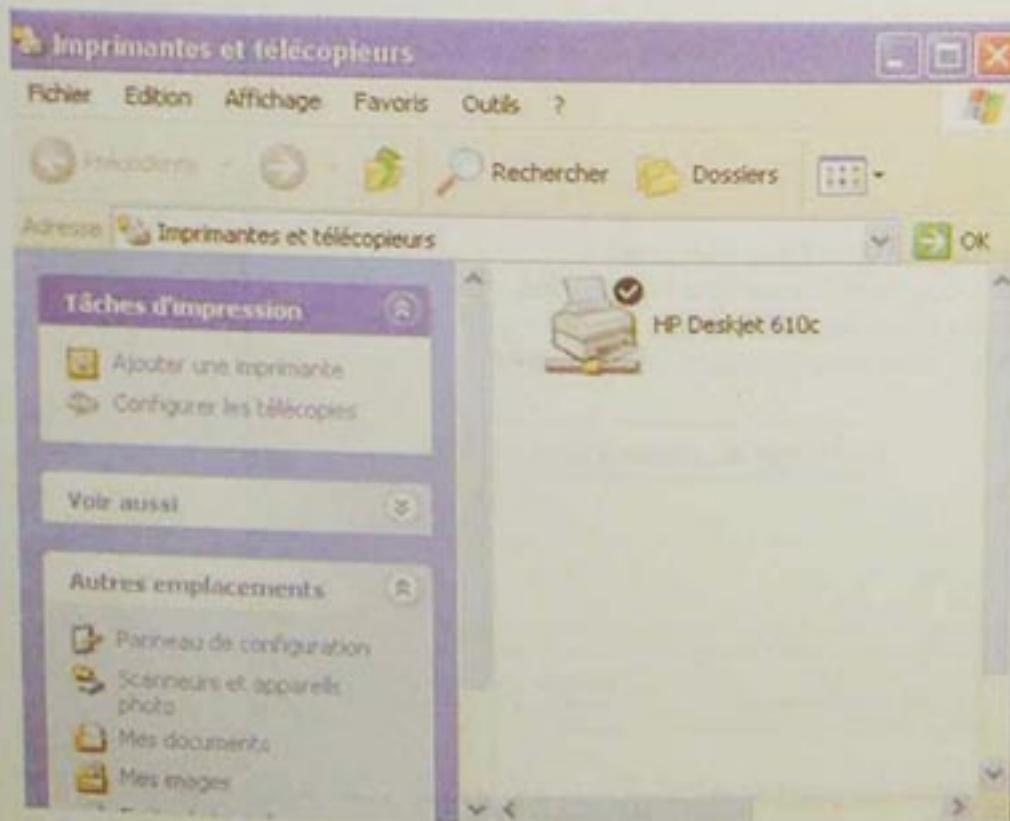 Imprimantes et télécopieurs
Fichier Edition Affichage Favoris Outils ?
Précédente Rechercher Dossiers
Adresse Imprimantes et télécopieurs OK
Tâches d'impression
Ajouter une imprimante
Configurer les télécopies
Voir aussi
Autres emplacements
Panneau de configuration
Scanneurs et appareils
photo
Mes documents
Mes images
HP Deskjet 610c